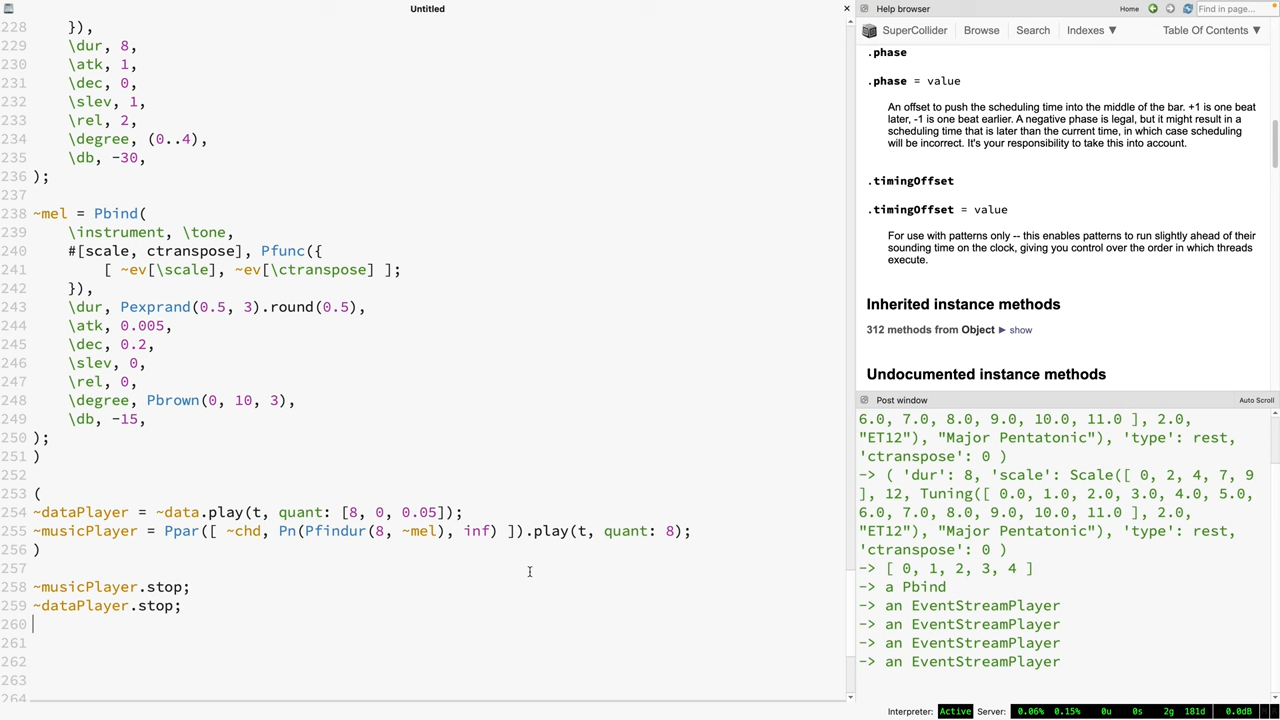 Untitled
228 }),
229 \dur, 8,
230 \atk, 1,
231 \dec, 0,
232 \slev, 1,
233 \rel, 2,
234 \degree, (0..4),
235 \db, -30,
236 );
237
238 ~mel = Pbind(
239 \instrument, \tone,
240 #[scale, ctranspose], Pfunc({
241 [ ~ev[\scale], ~ev[\ctranspose] ];
242 }),
243 \dur, Pexprand(0.5, 3).round(0.5),
244 \atk, 0.005,
245 \dec, 0.2,
246 \slev, 0,
247 \rel, 0,
248 \degree, Pbrown(0, 10, 3),
249 \db, -15,
250 );
251 )
252
253 (
254 ~dataPlayer = ~data.play(t, quant: [8, 0, 0.05]);
255 ~musicPlayer = Ppar([ ~chd, Pn(Pfindur(8, ~mel), inf) ]).play(t, quant: 8);
256 )
257
258 ~musicPlayer.stop;
259 ~dataPlayer.stop;
260
261
262
263
264
Help browser Home Find in page...
SuperCollider Browse Search Indexes ▼ Table Of Contents ▼
.phase
.phase = value
An offset to push the scheduling time into the middle of the bar. +1 is one beat
later, -1 is one beat earlier. A negative phase is legal, but it might result in a
scheduling time that is later than the current time, in which case scheduling
will be incorrect. It's your responsibility to take this into account.
.timingOffset
.timingOffset = value
For use with patterns only -- this enables patterns to run slightly ahead of their
sounding time on the clock, giving you control over the order in which threads
execute.
Inherited instance methods
312 methods from Object ► show
Undocumented instance methods
Post window Auto Scroll
6.0, 7.0, 8.0, 9.0, 10.0, 11.0 ], 2.0,
"ET12"), "Major Pentatonic"), 'type': rest,
'ctranspose': 0 )
-> ( 'dur': 8, 'scale': Scale([ 0, 2, 4, 7, 9
], 12, Tuning([ 0.0, 1.0, 2.0, 3.0, 4.0, 5.0,
6.0, 7.0, 8.0, 9.0, 10.0, 11.0 ], 2.0,
"ET12"), "Major Pentatonic"), 'type': rest,
'ctranspose': 0 )
-> [ 0, 1, 2, 3, 4 ]
-> a Pbind
-> an EventStreamPlayer
-> an EventStreamPlayer
-> an EventStreamPlayer
-> an EventStreamPlayer
Interpreter: Active Server: 0.06% 0.15% 0u 0s 2g 181d 0.0dB